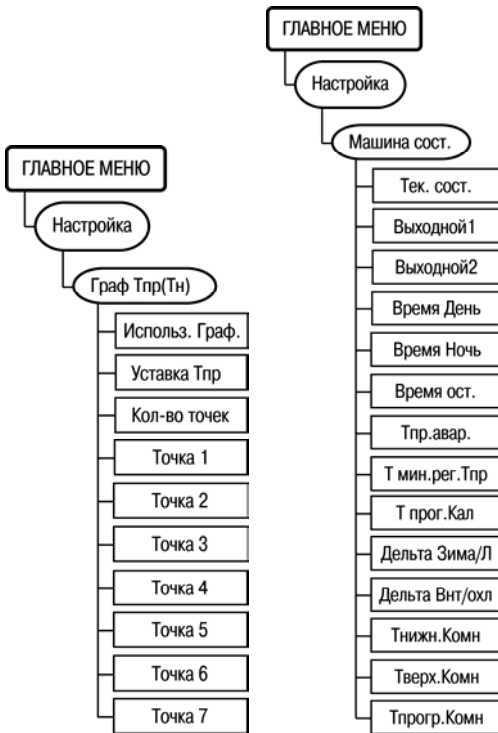 ГЛАВНОЕ МЕНЮ
Настройка
Граф Тпр(Тн)
Использ. Граф.
Уставка Тпр
Кол-во точек
Точка 1
Точка 2
Точка 3
Точка 4
Точка 5
Точка 6
Точка 7
ГЛАВНОЕ МЕНЮ
Настройка
Машина сост.
Тек. сост.
Выходной1
Выходной2
Время День
Время Ночь
Время ост.
Тпр.авар.
Т мин.рег.Тпр
Т прог.Кал
Дельта Зима/Л
Дельта Внт/охл
Тнижн.Комн
Тверх.Комн
Тпрогр.Комн